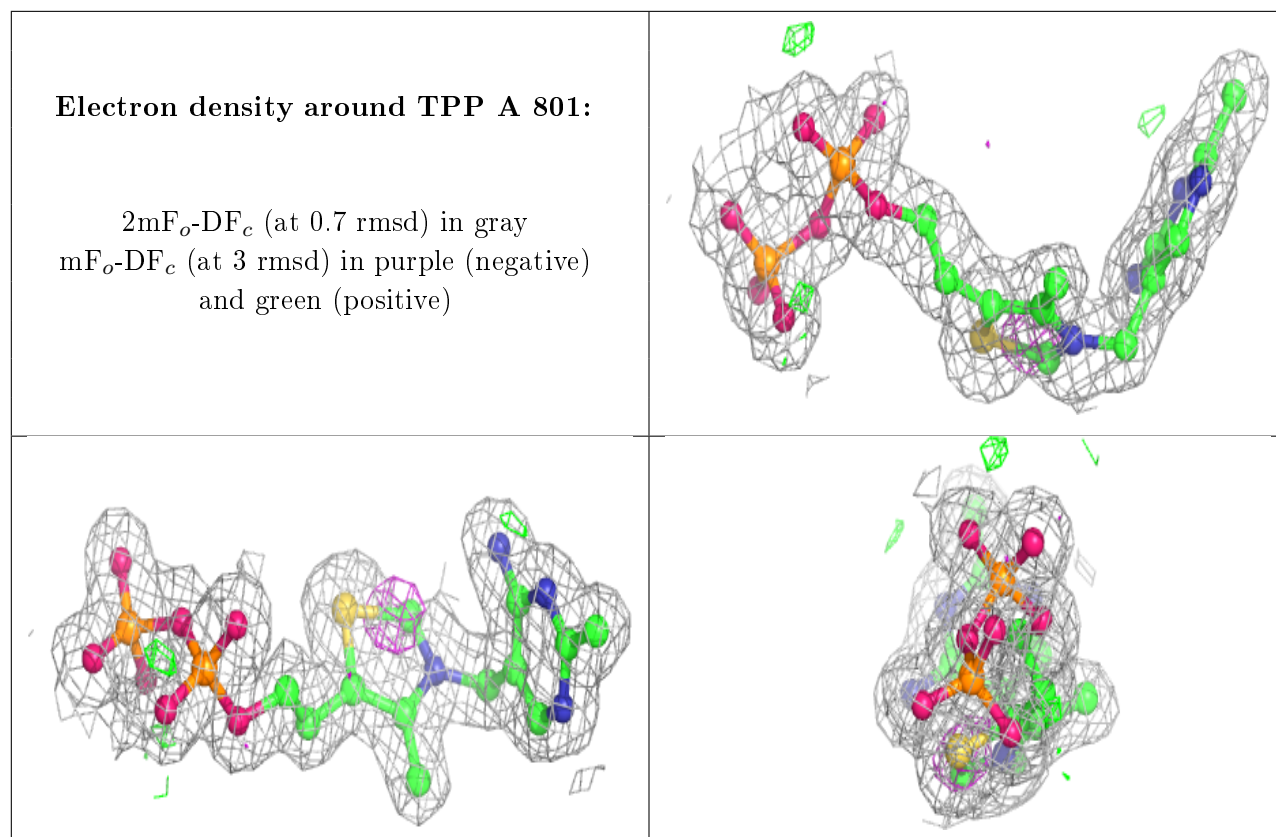 Electron density around TPP A 801:
2mFo-DFc (at 0.7 rmsd) in gray
mFo-DFc (at 3 rmsd) in purple (negative)
and green (positive)